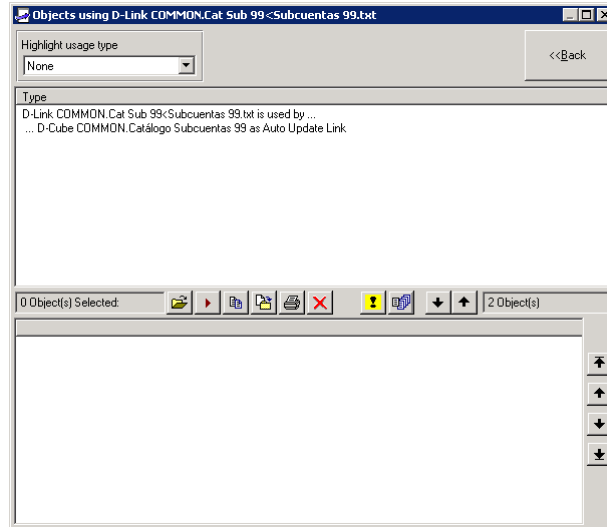 Objects using D-Link COMMON.Cat Sub 99<Subcuentas 99.txt
Highlight usage type
None
<<Back
Type
D-Link COMMON.Cat Sub 99<Subcuentas 99.txt is used by ...
... D-Cube COMMON.Catálogo Subcuentas 99 as Auto Update Link
0 Object(s) Selected:
2 Object(s)